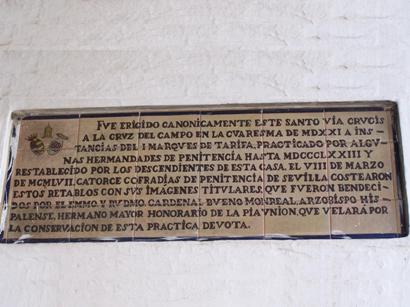 FVE ERIGIDO CANONICAMENTE ESTE SANTO VIA CRVCIS
A LA CRVZ DEL CAMPO EN LA CVARESMA DE MDXXI A INS-
TANCIAS DEL I MARQVES DE TARIFA, PRACTICADO POR ALGV-
NAS HERMANDADES DE PENITENCIA HASTA MDCCCLXXIII Y
RESTABLECIDO POR LOS DESCENDIENTES DE ESTA CASA. EL VIII DE MARZO
DE MCMLVII, CATORCE COFRADIAS DE PENITENCIA DE SEVILLA COSTEARON
ESTOS RETABLOS CON SVS IMÁGENES TITVLARES, QVE FVERON BENDECI-
DOS POR EL EMMO. Y RVDMO. CARDENAL BVENO MONREAL, ARZOBISPO HIS-
PALENSE, HERMANO MAYOR HONORARIO DE LA PIA VNION, QVE VELARÁ POR
LA CONSERVACION DE ESTA PRACTICA DEVOTA.